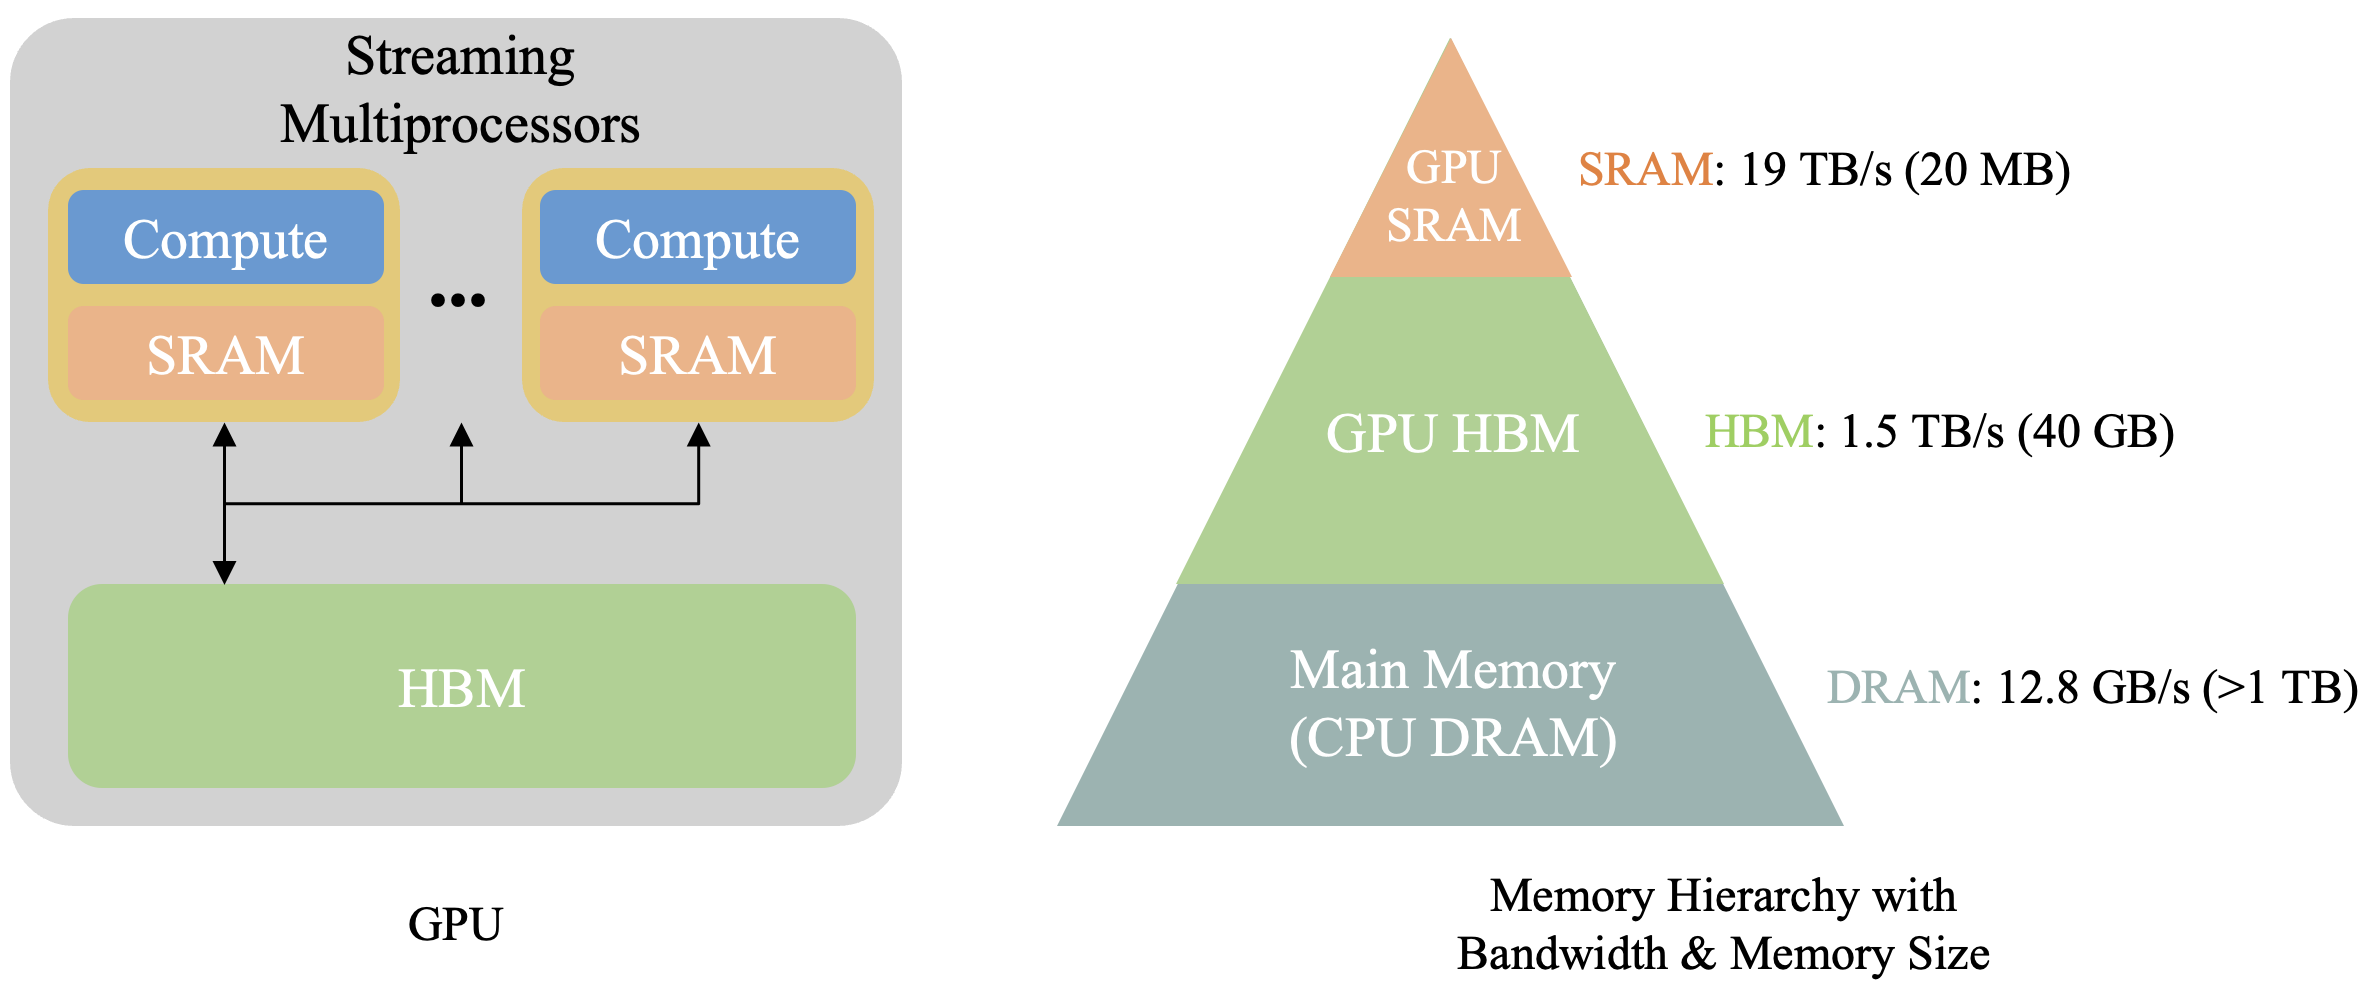 Streaming
Multiprocessors
Compute
SRAM
...
Compute
SRAM
HBM
GPU
GPU
SRAM
SRAM: 19 TB/s (20 MB)
GPU HBM
HBM: 1.5 TB/s (40 GB)
Main Memory
(CPU DRAM)
DRAM: 12.8 GB/s (>1 TB)
Memory Hierarchy with
Bandwidth & Memory Size